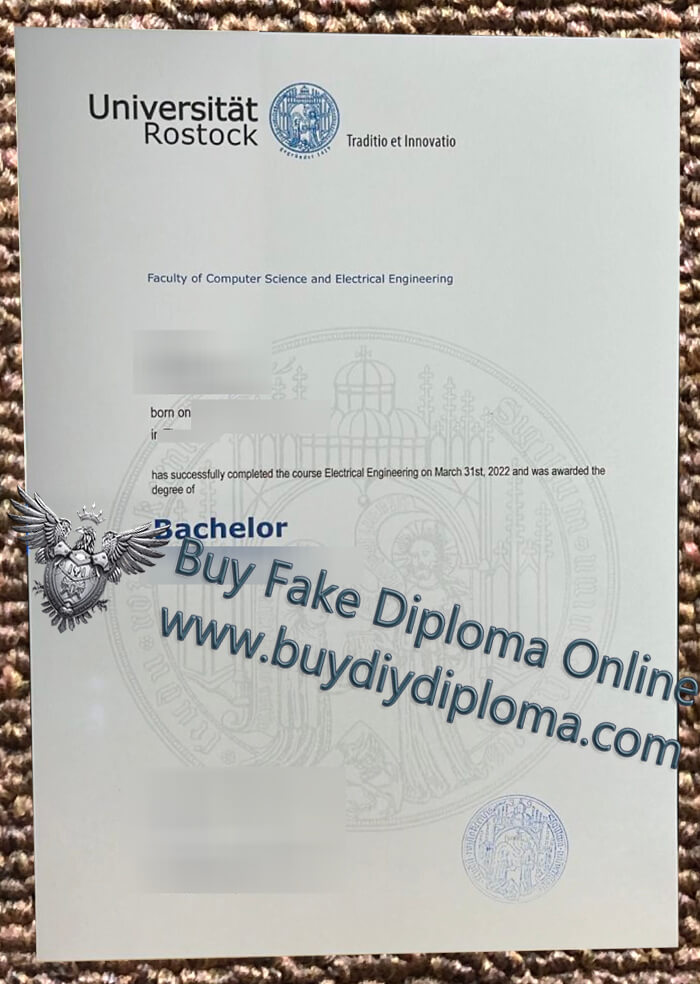 Universität
Rostock
Traditio et Innovatio
Faculty of Computer Science and Electrical Engineering
born on
in
has successfully completed the course Electrical Engineering on March 31st, 2022 and was awarded the
degree of
Bachelor
Buy Fake Diploma Online
www.buydiydiploma.com